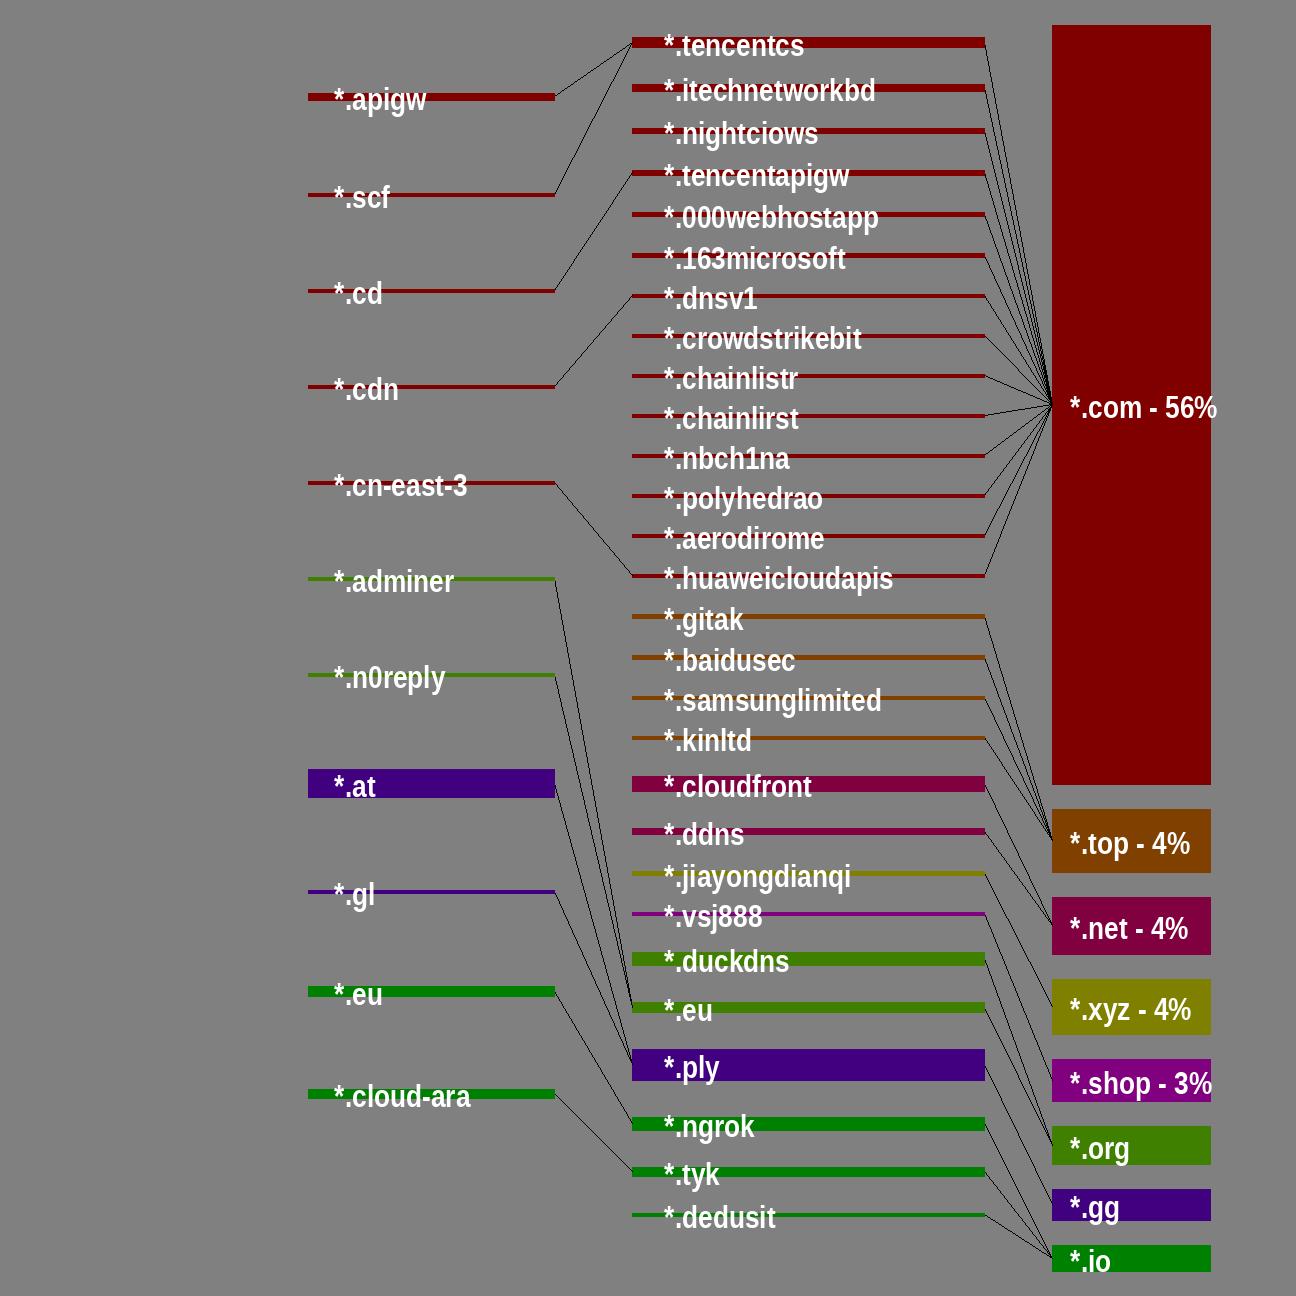 *.apigw
*.scf
*.cd
*.cdn
*.cn-east-3
*.adminer
*.n0reply
*.at
*.gl
*.eu
*.cloud-ara
*.tencentcs
*.itechnetworkbd
*.nightciows
*.tencentapigw
*.000webhostapp
*.163microsoft
*.dnsv1
*.crowdstrikebit
*.chainlistr
*.chainlirst
*.nbch1na
*.polyhedrao
*.aerodirome
*.huaweicloudapis
*.gitak
*.baidusec
*.samsunglimited
*.kinltd
*.cloudfront
*.ddns
*.jiayongdianqi
*.vsj888
*.duckdns
*.eu
*.ply
*.ngrok
*.tyk
*.dedusit
*.com - 56%
*.top - 4%
*.net - 4%
*.xyz - 4%
*.shop - 3%
*.org
*.gg
*.io